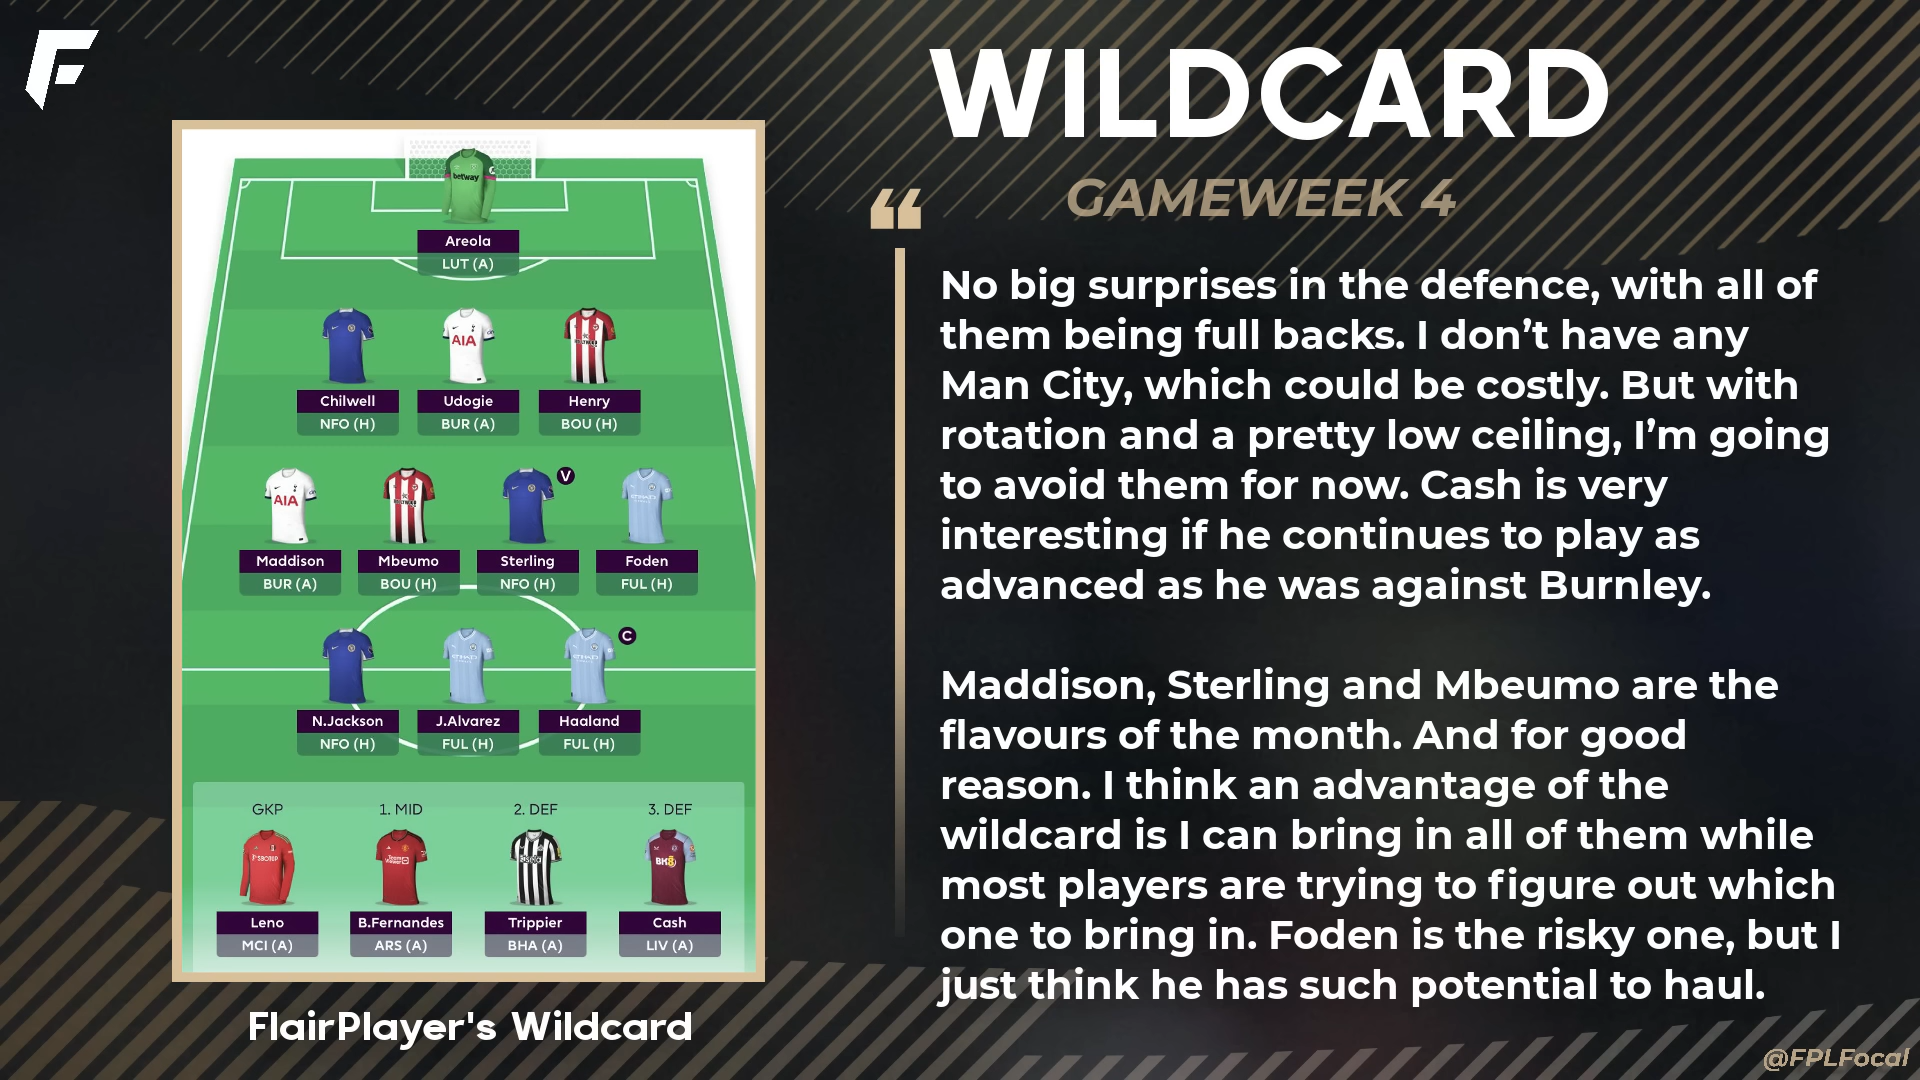 WILDCARD
GAMEWEEK 4
betway
Areola
LUT (A)
AIA
Chilwell
Udogie
Henry
NFO (H)
BUR (A)
BOU (H)
V
AIA
Maddison
Mbeumo
Sterling
Foden
BUR (A)
BOU (H)
NFO (H)
FUL (H)
C
N.Jackson
J.Alvarez
Haaland
NFO (H)
FUL (H)
FUL (H)
GKP
1. MID
2. DEF
3. DEF
Leno
B.Fernandes
Trippier
Cash
MCI (A)
ARS (A)
BHA (A)
LIV (A)
FlairPlayer's Wildcard
“
No big surprises in the defence, with all of
them being full backs. I don’t have any
Man City, which could be costly. But with
rotation and a pretty low ceiling, I’m going
to avoid them for now. Cash is very
interesting if he continues to play as
advanced as he was against Burnley.
Maddison, Sterling and Mbeumo are the
flavours of the month. And for good
reason. I think an advantage of the
wildcard is I can bring in all of them while
most players are trying to figure out which
one to bring in. Foden is the risky one, but I
just think he has such potential to haul.
@FPLFocal